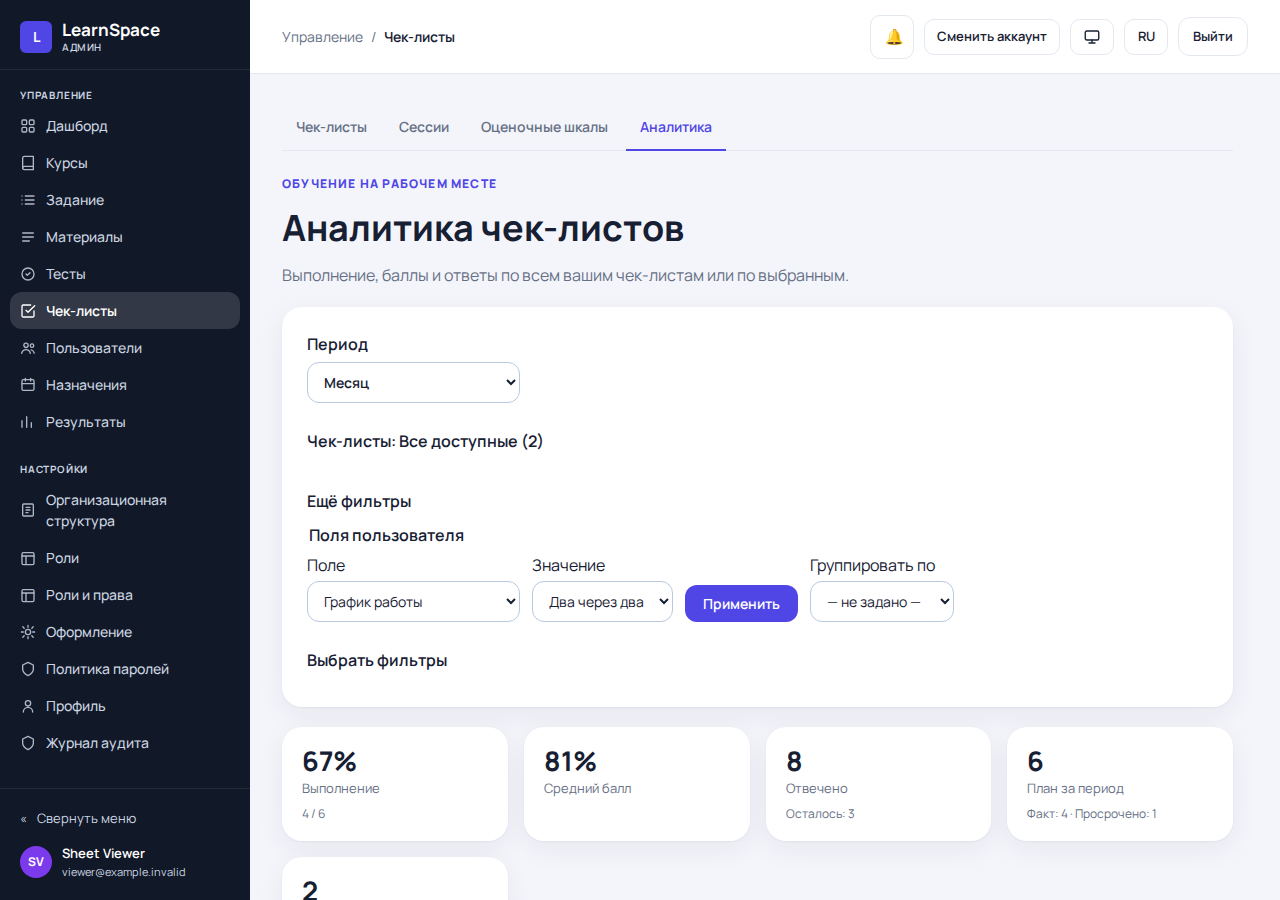 L
LearnSpace
АДМИН
УПРАВЛЕНИЕ
Дашборд
Курсы
Задание
Материалы
Тесты
Чек-листы
Пользователи
Назначения
Результаты
НАСТРОЙКИ
Организационная
структура
Роли
Роли и права
Оформление
Политика паролей
Профиль
Журнал аудита
« Свернуть меню
SV
Sheet Viewer
viewer@example.invalid
Управление / Чек-листы
Сменить аккаунт
RU
Выйти
Чек-листы Сессии Оценочные шкалы Аналитика
ОБУЧЕНИЕ НА РАБОЧЕМ МЕСТЕ
Аналитика чек-листов
Выполнение, баллы и ответы по всем вашим чек-листам или по выбранным.
Период
Месяц
Чек-листы: Все доступные (2)
Ещё фильтры
Поля пользователя
Поле Значение Группировать по
График работы Два через два Применить — не задано —
Выбрать фильтры
67%
Выполнение
4 / 6
81%
Средний балл
8
Отвечено
Осталось: 3
6
План за период
Факт: 4 · Просрочено: 1
2